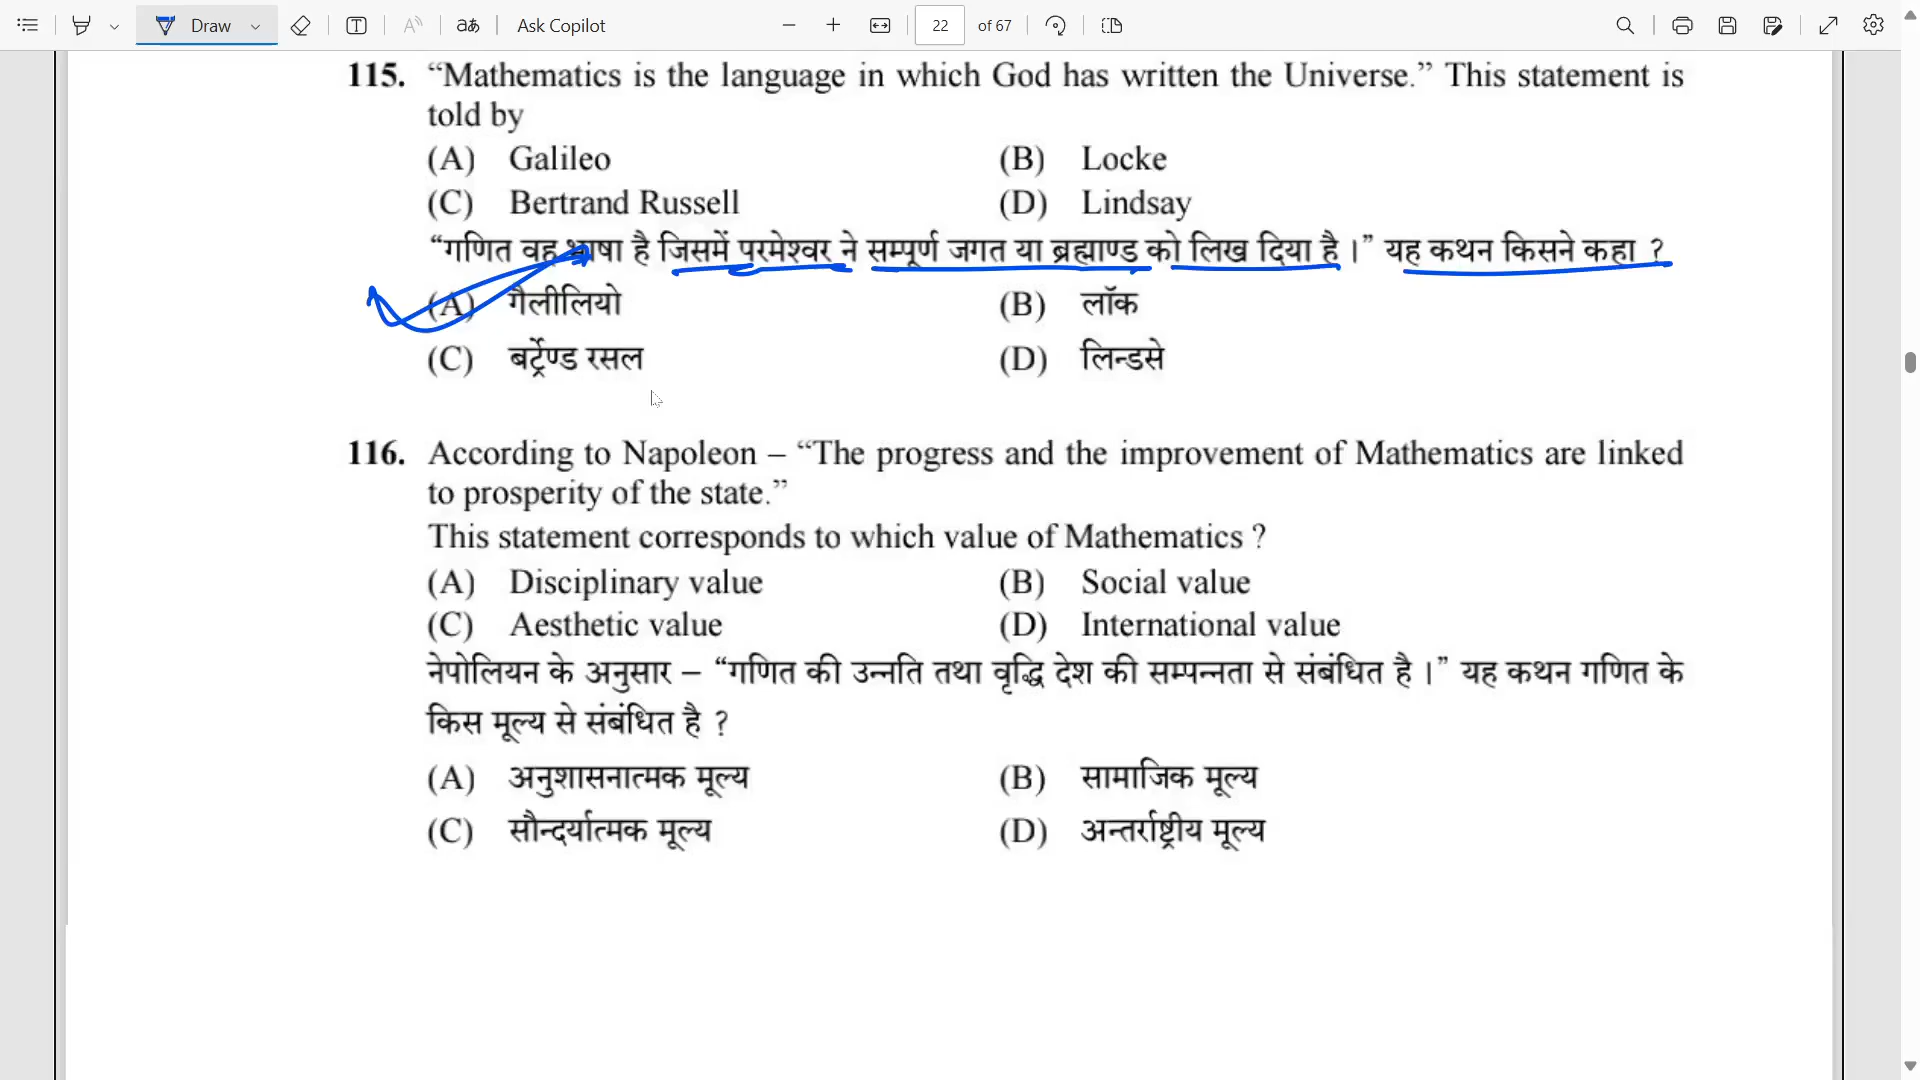 Draw
Ask Copilot
22 of 67
115. “Mathematics is the language in which God has written the Universe.” This statement is
told by
(A) Galileo (B) Locke
(C) Bertrand Russell (D) Lindsay
“गणित वह भाषा है जिसमें परमेश्वर ने सम्पूर्ण जगत या ब्रह्माण्ड को लिख दिया है ।” यह कथन किसने कहा ?
(A) गैलीलियो (B) लॉक
(C) बर्ट्रेण्ड रसल (D) लिन्डसे
116. According to Napoleon – “The progress and the improvement of Mathematics are linked
to prosperity of the state.”
This statement corresponds to which value of Mathematics ?
(A) Disciplinary value (B) Social value
(C) Aesthetic value (D) International value
नेपोलियन के अनुसार – “गणित की उन्नति तथा वृद्धि देश की सम्पन्नता से संबंधित है ।” यह कथन गणित के
किस मूल्य से संबंधित है ?
(A) अनुशासनात्मक मूल्य (B) सामाजिक मूल्य
(C) सौन्दर्यात्मक मूल्य (D) अन्तर्राष्ट्रीय मूल्य